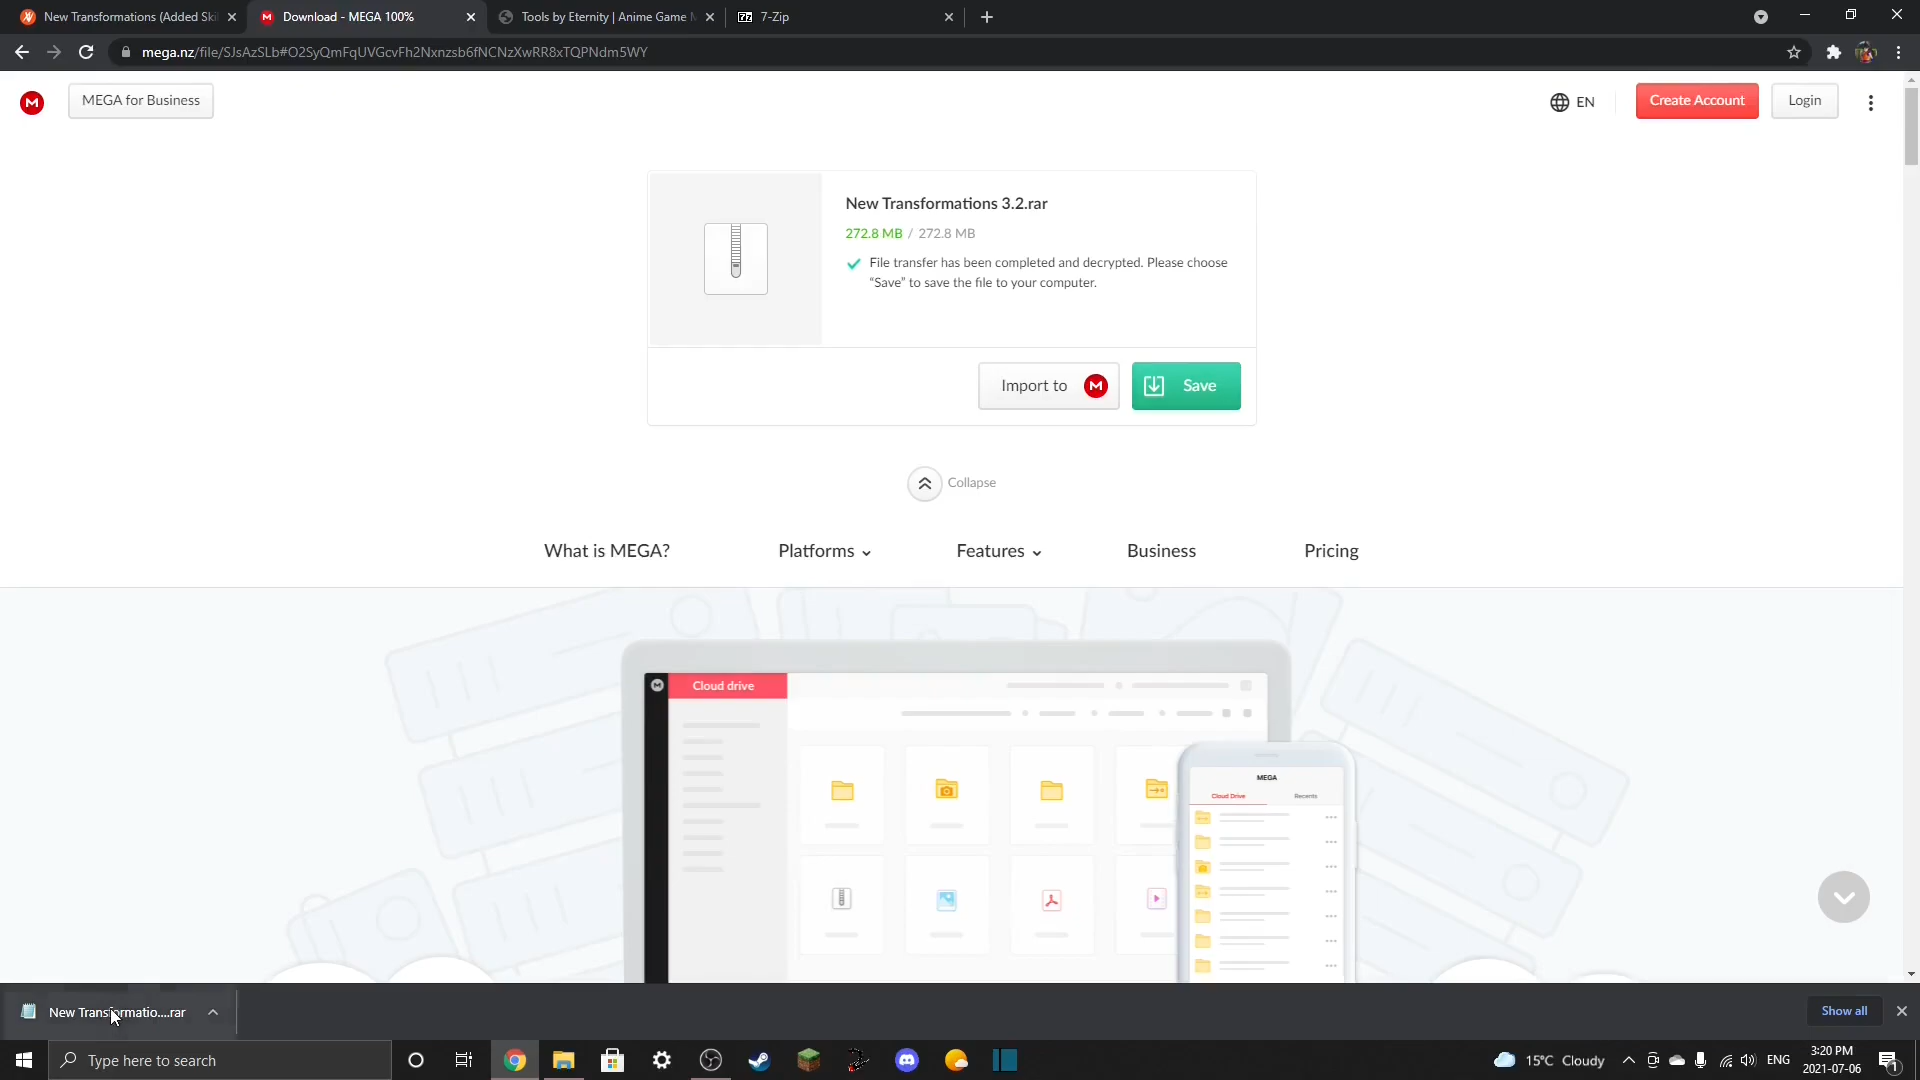 New Transformations (Added Ski
Download - MEGA 100%
Tools by Eternity | Anime Game M
7-Zip
mega.nz/file/SJsAzSLb#O2SyQmFqUVGcvFh2Nxnzsb6fNCNzXwRR8xTQPNdm5WY
MEGA for Business
EN
Create Account
Login
New Transformations 3.2.rar
272.8 MB / 272.8 MB
File transfer has been completed and decrypted. Please choose
“Save” to save the file to your computer.
Import to
Save
Collapse
What is MEGA?
Platforms
Features
Business
Pricing
Cloud drive
MEGA
Cloud Drive
Recents
New Transformatio....rar
Show all
Type here to search
15°C Cloudy
ENG
3:20 PM
2021-07-06
1